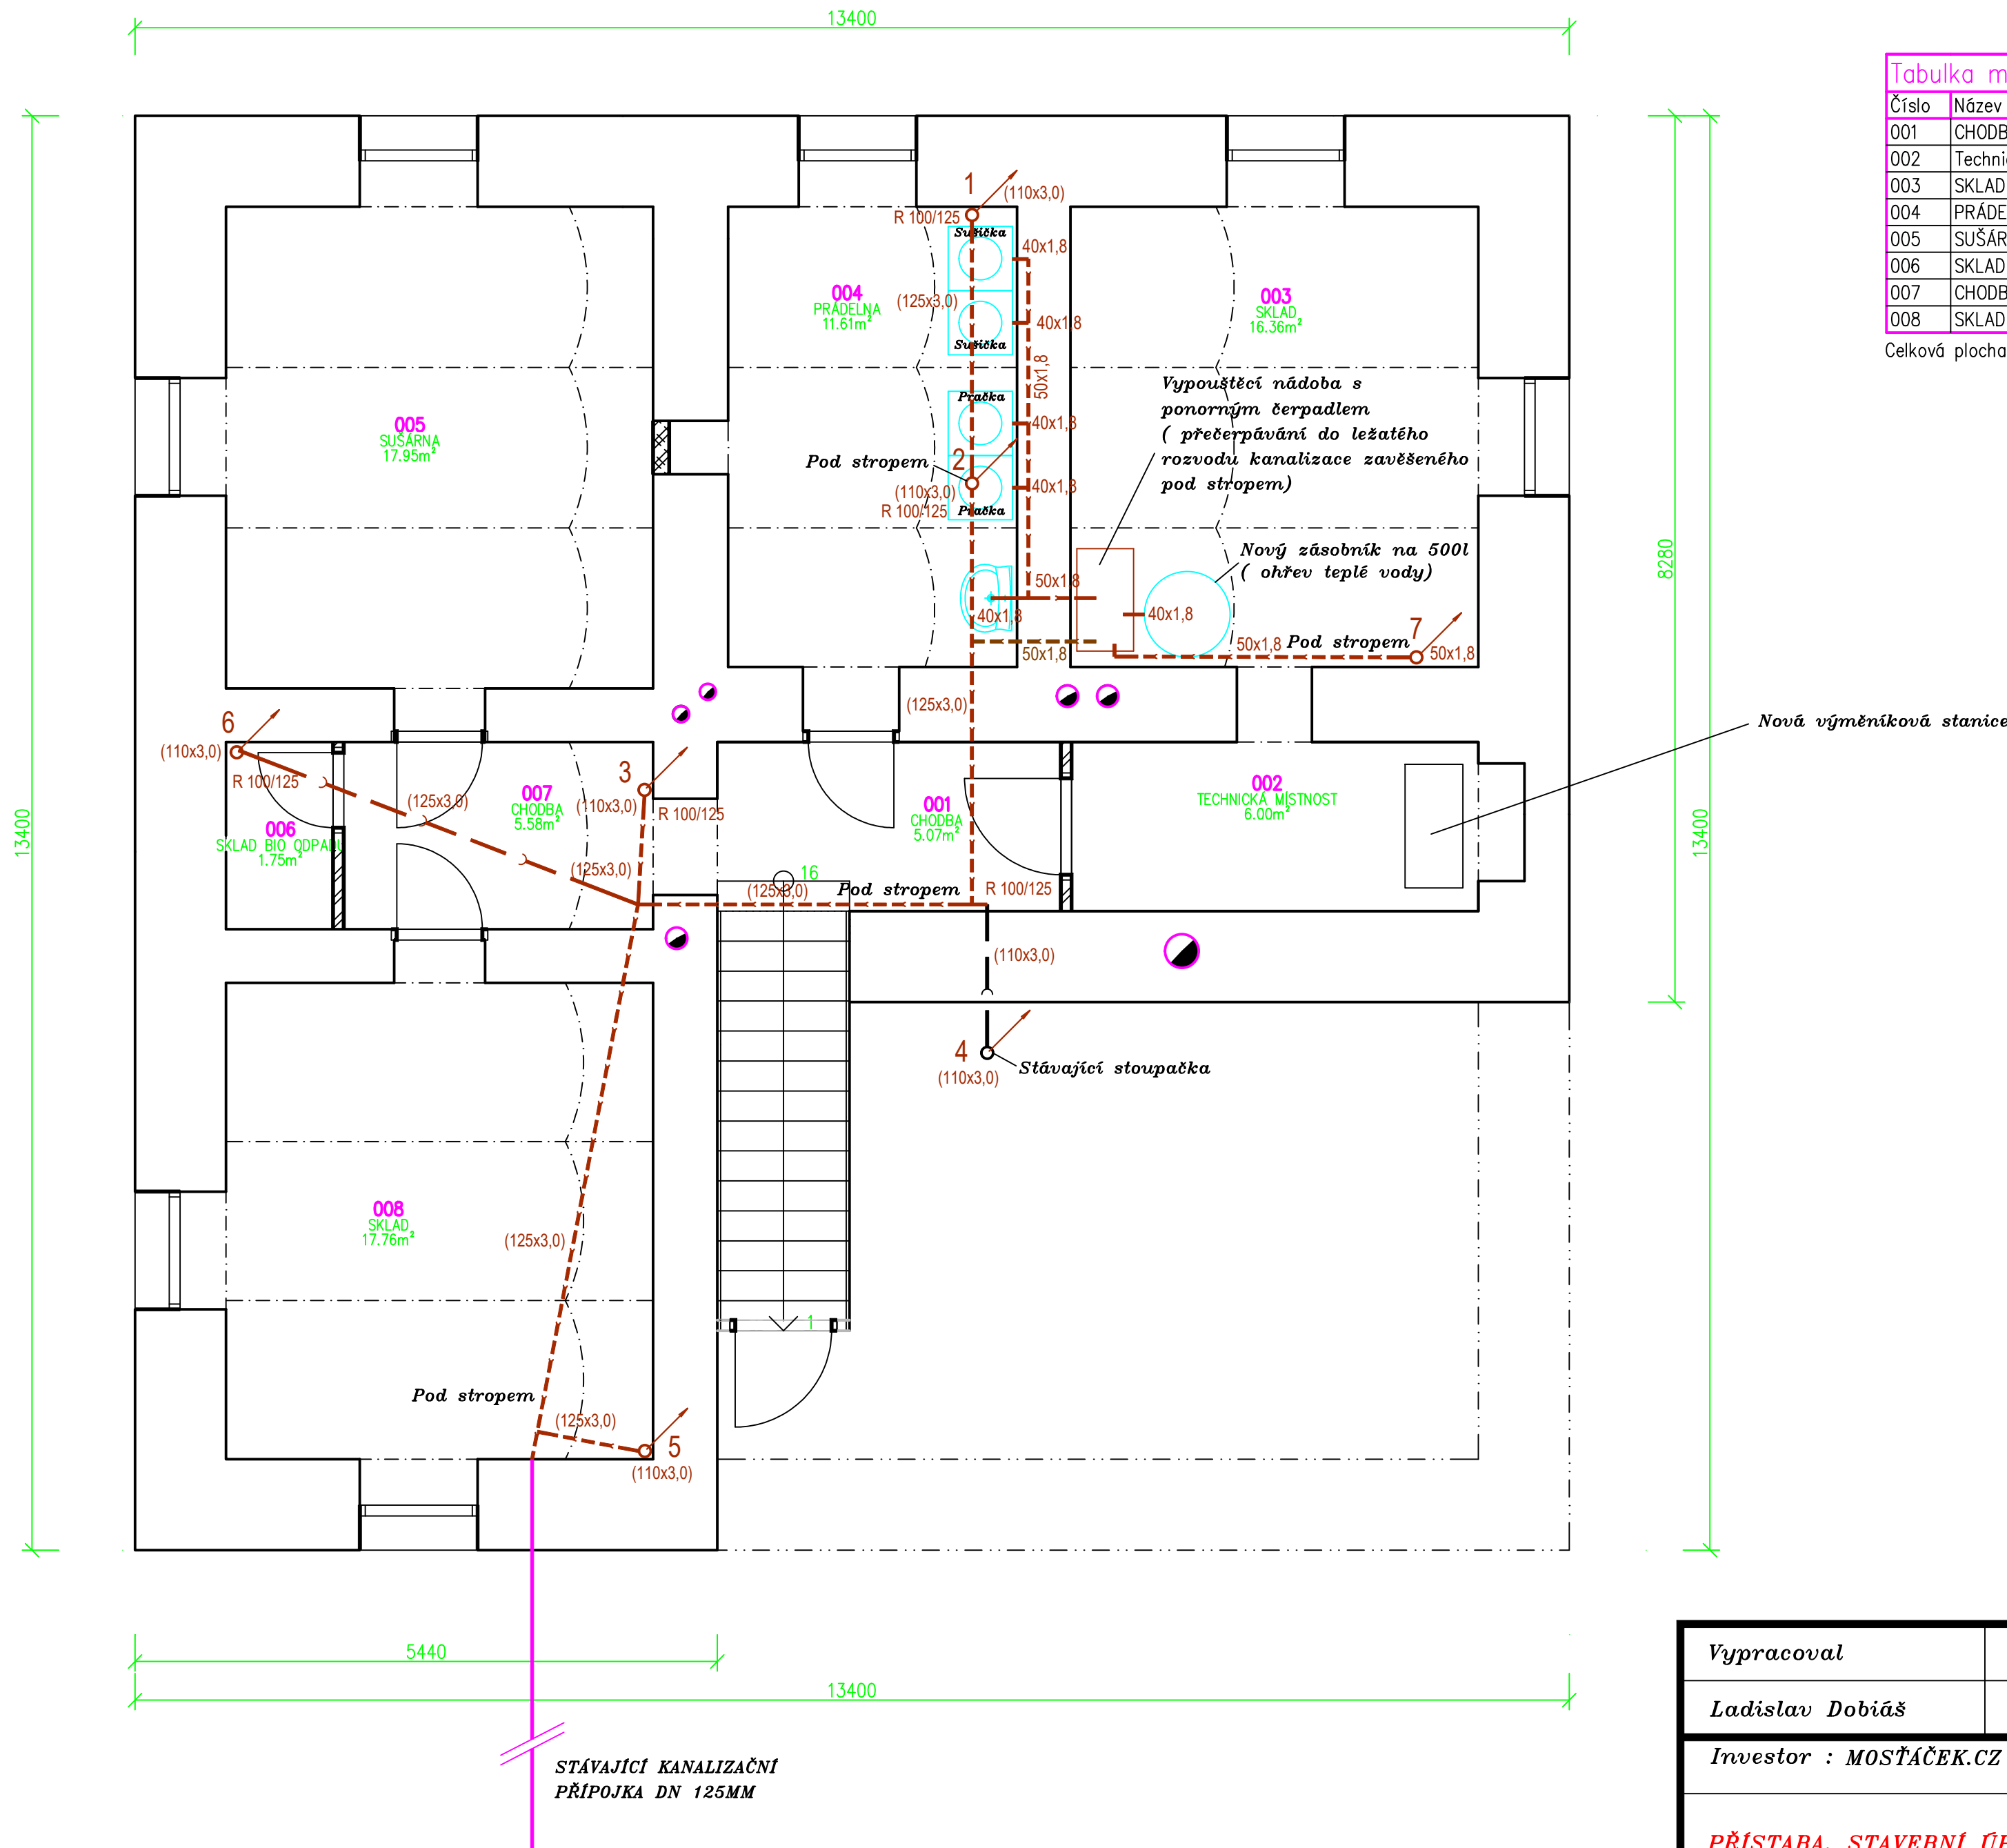 13400
Tabulka m
Číslo Název
001 CHODB
002 Techni
003 SKLAD
004 PRÁDE
005 SUŠÁR
006 SKLAD
007 CHODB
008 SKLAD
Celková plocha
1
(110x3,0)
R 100/125
Sušička
40x1,8
004
PRÁDELNA
11.61m²
(125x3,0)
40x1,8
Sušička
003
SKLAD
16.36m²
50x1,8
Vypouštěcí nádoba s
ponorným čerpadlem
( přečerpávání do ležatého
rozvodu kanalizace zavěšeného
pod stropem)
Pračka
40x1,8
005
SUŠÁRNA
17.95m²
Pod stropem
2
(110x3,0)
40x1,8
R 100/125
Pračka
Nový zásobník na 500l
( ohřev teplé vody)
50x1,8
40x1,8
40x1,8
50x1,8
50x1,8
Pod stropem
7
50x1,8
8280
13400
13400
(125x3,0)
6
(110x3,0)
R 100/125
(125x3,0)
007
CHODBA
5.58m²
3
(110x3,0)
R 100/125
001
CHODBA
5.07m²
002
TECHNICKÁ MÍSTNOST
6.00m²
Nová výměníková stanice
006
SKLAD BIO ODPADU
1.75m²
(125x3,0)
16
(125x3,0)
Pod stropem
R 100/125
(110x3,0)
4
(110x3,0)
Stávající stoupačka
008
SKLAD
17.76m²
(125x3,0)
1
Pod stropem
(125x3,0)
5
(110x3,0)
5440
13400
STÁVAJÍCÍ KANALIZAČNÍ
PŘÍPOJKA DN 125MM
Vypracoval
Ladislav Dobiáš
Investor : MOSŤÁČEK.CZ